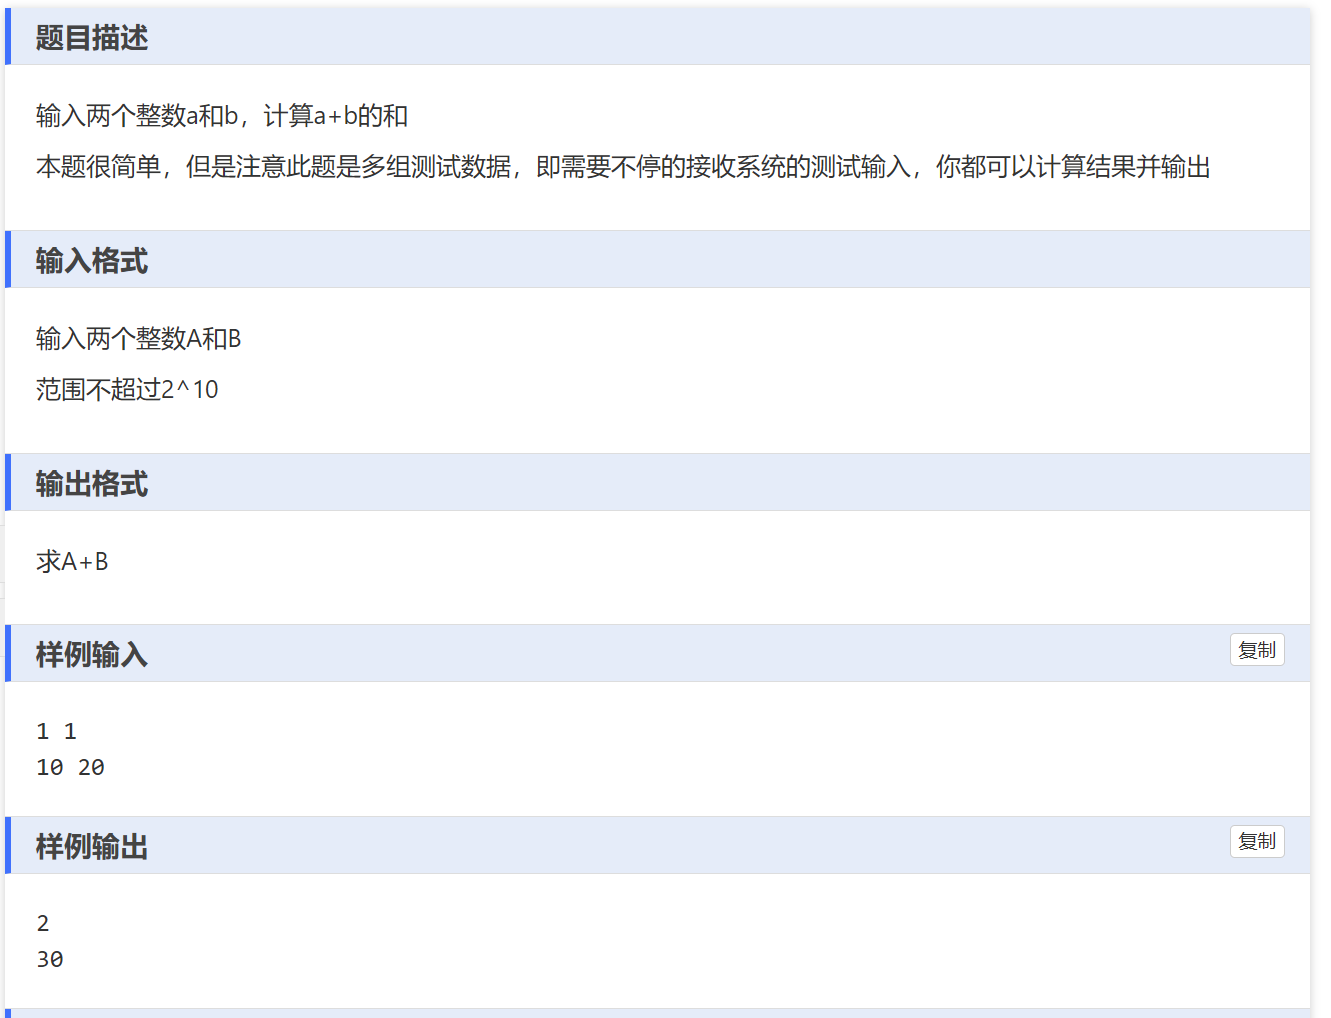 题目描述
输入两个整数a和b，计算a+b的和
本题很简单，但是注意此题是多组测试数据，即需要不停的接收系统的测试输入，你都可以计算结果并输出
输入格式
输入两个整数A和B
范围不超过2^10
输出格式
求A+B
样例输入
复制
1 1
10 20
样例输出
复制
2
30